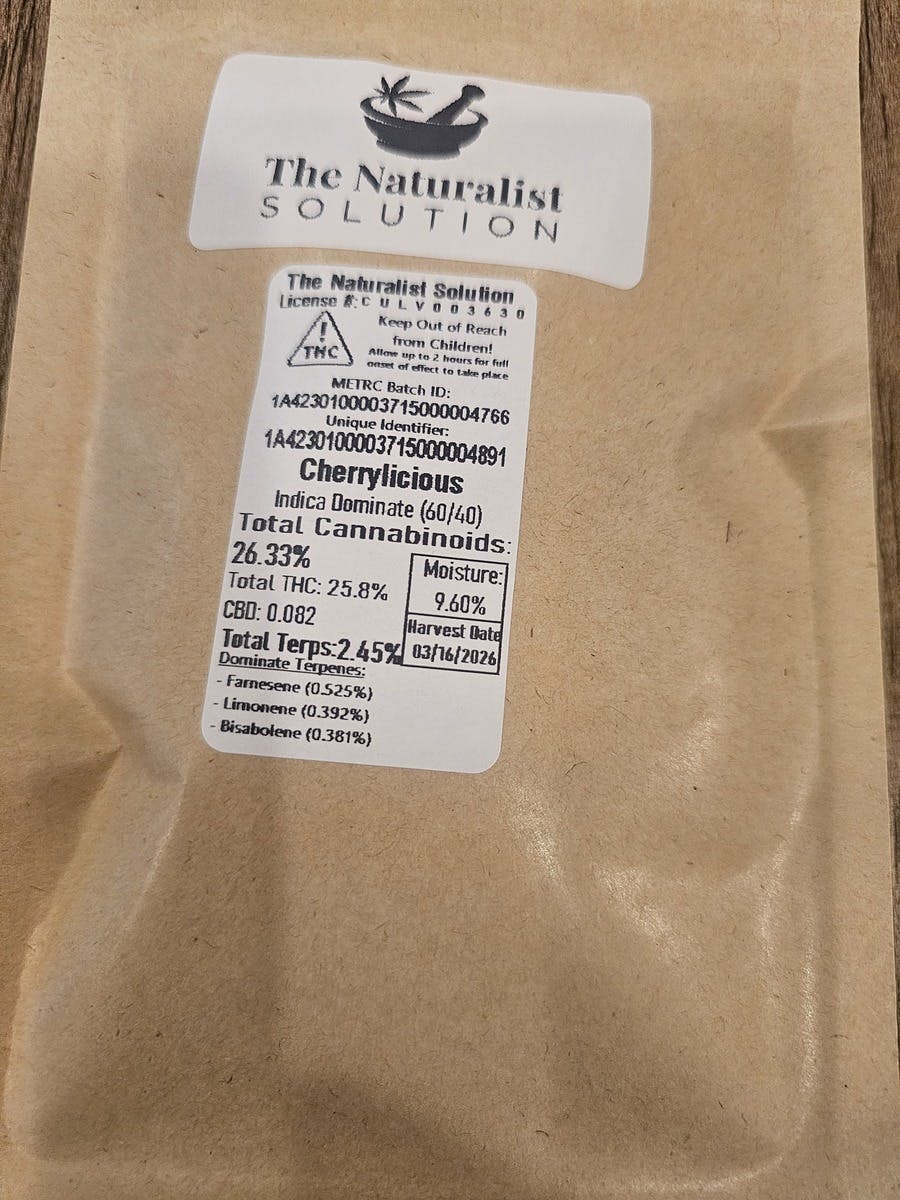 The Naturalist
SOLUTION
The Naturalist Solution
License #: CULV003630
THC
Keep Out of Reach
from Children!
Allow up to 2 hours for full
onset of effect to take place
METRC Batch ID:
1A4230100003715000004766
Unique Identifier:
1A4230100003715000004891
Cherrylicious
Indica Dominate (60/40)
Total Cannabinoids:
26.33%
Total THC: 25.8%
CBD: 0.082
Total Terps:2.45%
Moisture:
9.60%
Harvest Date
03/16/2026
Dominate Terpenes:
- Farnesene (0.525%)
- Limonene (0.392%)
- Bisabolene (0.381%)